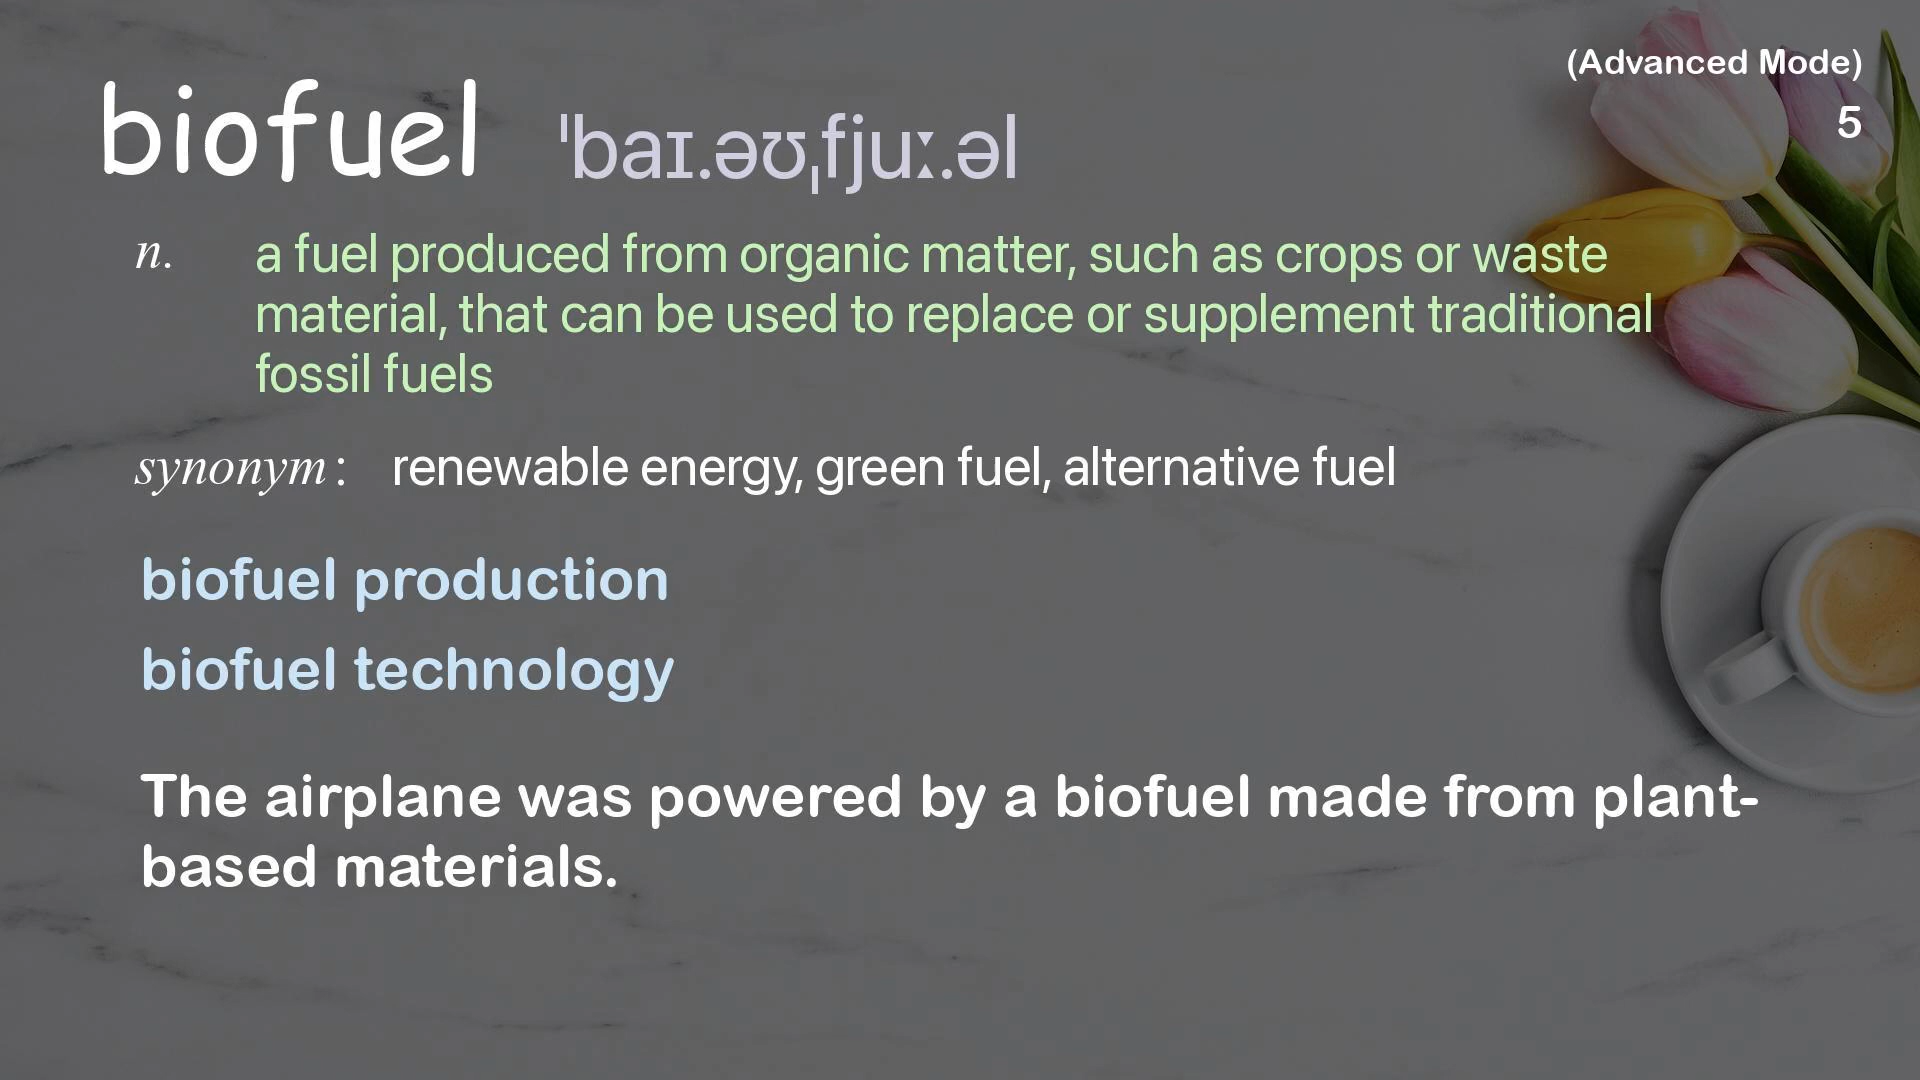 (Advanced Mode)
5
biofuel ˈbaɪ.əʊˌfjuː.əl
n. a fuel produced from organic matter, such as crops or waste
material, that can be used to replace or supplement traditional
fossil fuels
synonym: renewable energy, green fuel, alternative fuel
biofuel production
biofuel technology
The airplane was powered by a biofuel made from plant-
based materials.